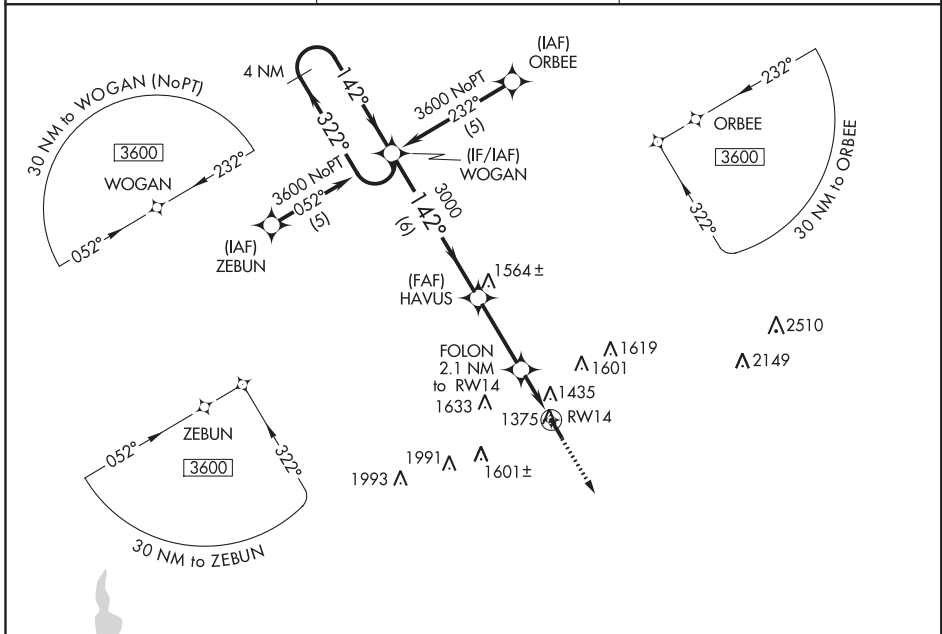 30 NM to WOGAN (NoPT)
3600
WOGAN
232°
052°
4 NM
142°
322°
(IAF)
ORBEE
3600 NoPT
232°
(5)
(IF/IAF)
WOGAN
3600 NoPT
052°
(5)
(IAF)
ZEBUN
3000
142°
(6)
232°
ORBEE
3600
322°
30 NM to ORBEE
(FAF)
HAVUS
1564 ±
FOLON
2.1 NM
to RW14
1619
1601
2510
2149
1633
1435
1375
RW14
1991
1993
1601 ±
052°
ZEBUN
3600
322°
30 NM to ZEBUN